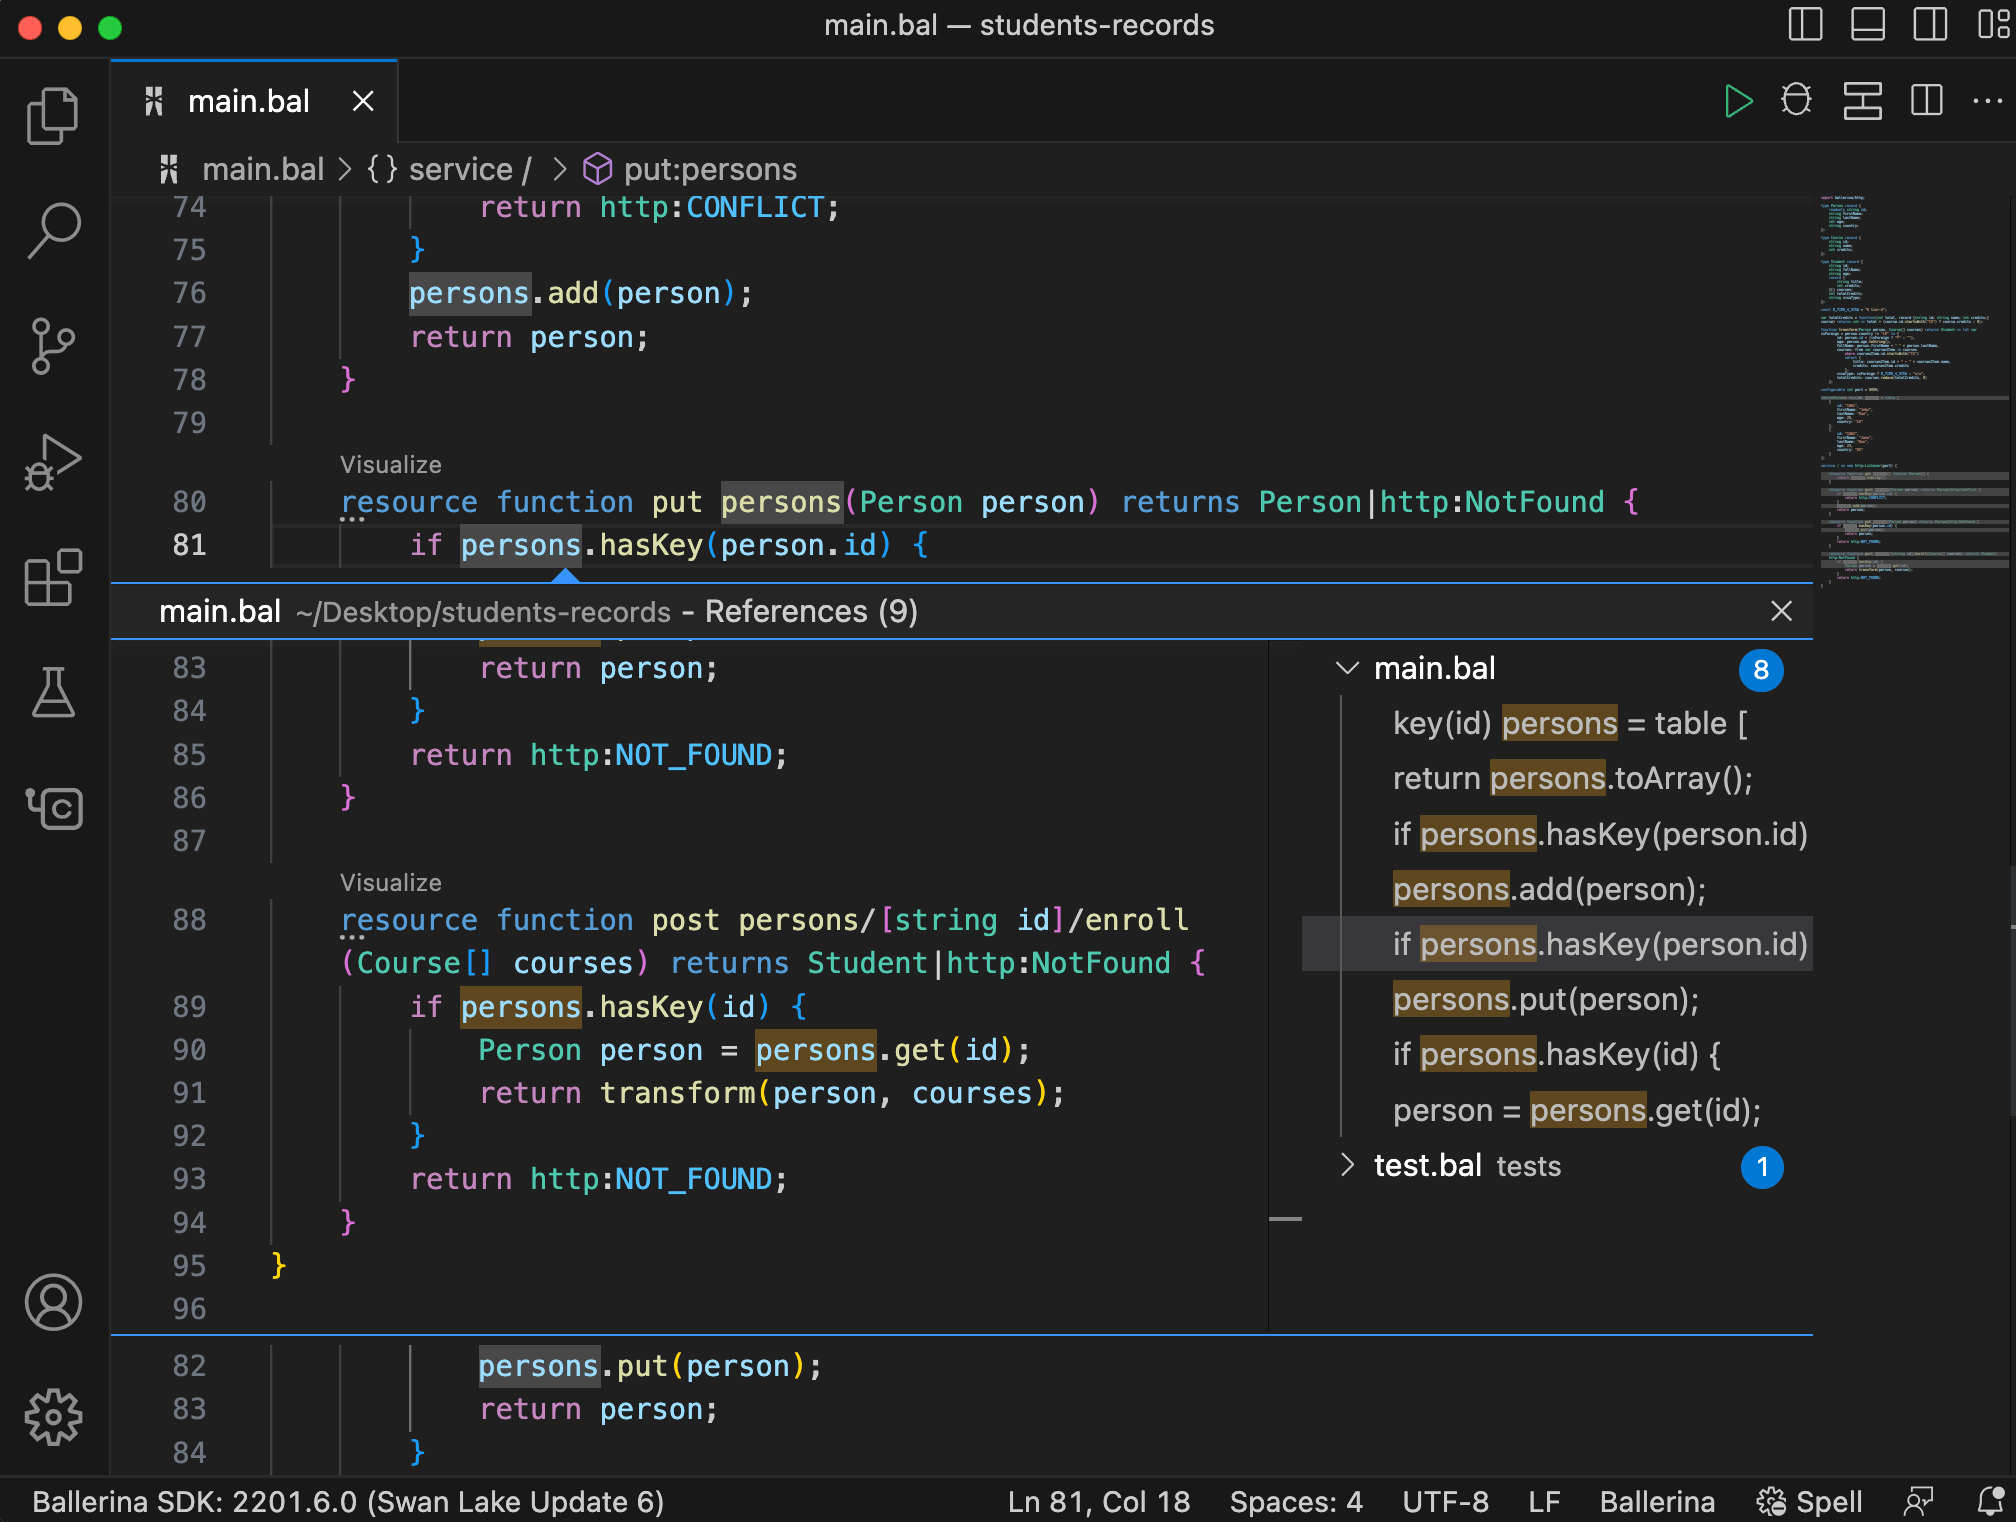 main.bal — students-records
main.bal
main.bal > {} service / > put:persons
74 return http:CONFLICT;
75 }
76 persons.add(person);
77 return person;
78 }
79
Visualize
80 resource function put persons(Person person) returns Person|http:NotFound {
81 if persons.hasKey(person.id) {
main.bal ~/Desktop/students-records - References (9)
83 return person;
84 }
85 return http:NOT_FOUND;
86 }
87
Visualize
88 resource function post persons/[string id]/enroll
(Course[] courses) returns Student|http:NotFound {
89 if persons.hasKey(id) {
90 Person person = persons.get(id);
91 return transform(person, courses);
92 }
93 return http:NOT_FOUND;
94 }
95 }
96
main.bal 8
key(id) persons = table [
return persons.toArray();
if persons.hasKey(person.id)
persons.add(person);
if persons.hasKey(person.id)
persons.put(person);
if persons.hasKey(id) {
person = persons.get(id);
test.bal tests 1
82 persons.put(person);
83 return person;
84 }
Ballerina SDK: 2201.6.0 (Swan Lake Update 6) Ln 81, Col 18 Spaces: 4 UTF-8 LF Ballerina Spell